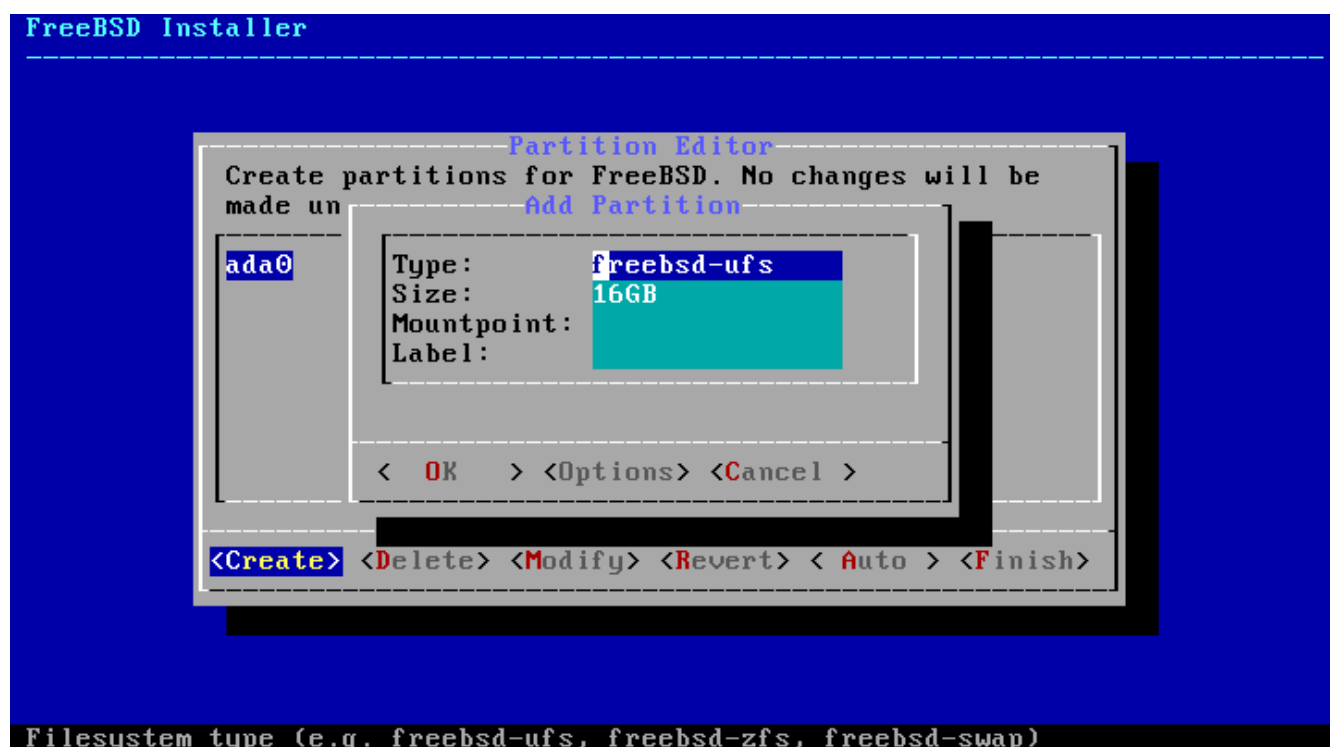 FreeBSD Installer
Partition Editor
Create partitions for FreeBSD. No changes will be
made un
Add Partition
ada0
Type: freebsd-ufs
Size: 16GB
Mountpoint:
Label:
< OK > <Options> <Cancel >
<Create> <Delete> <Modify> <Revert> < Auto > <Finish>
Filesystem type (e.g. freebsd-ufs, freebsd-zfs, freebsd-swap)